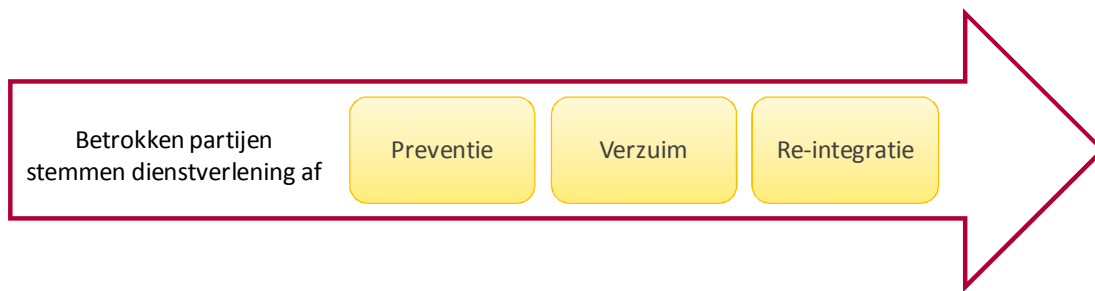 Betrokken partijen
stemmen dienstverlening af
Preventie
Verzuim
Re-integratie